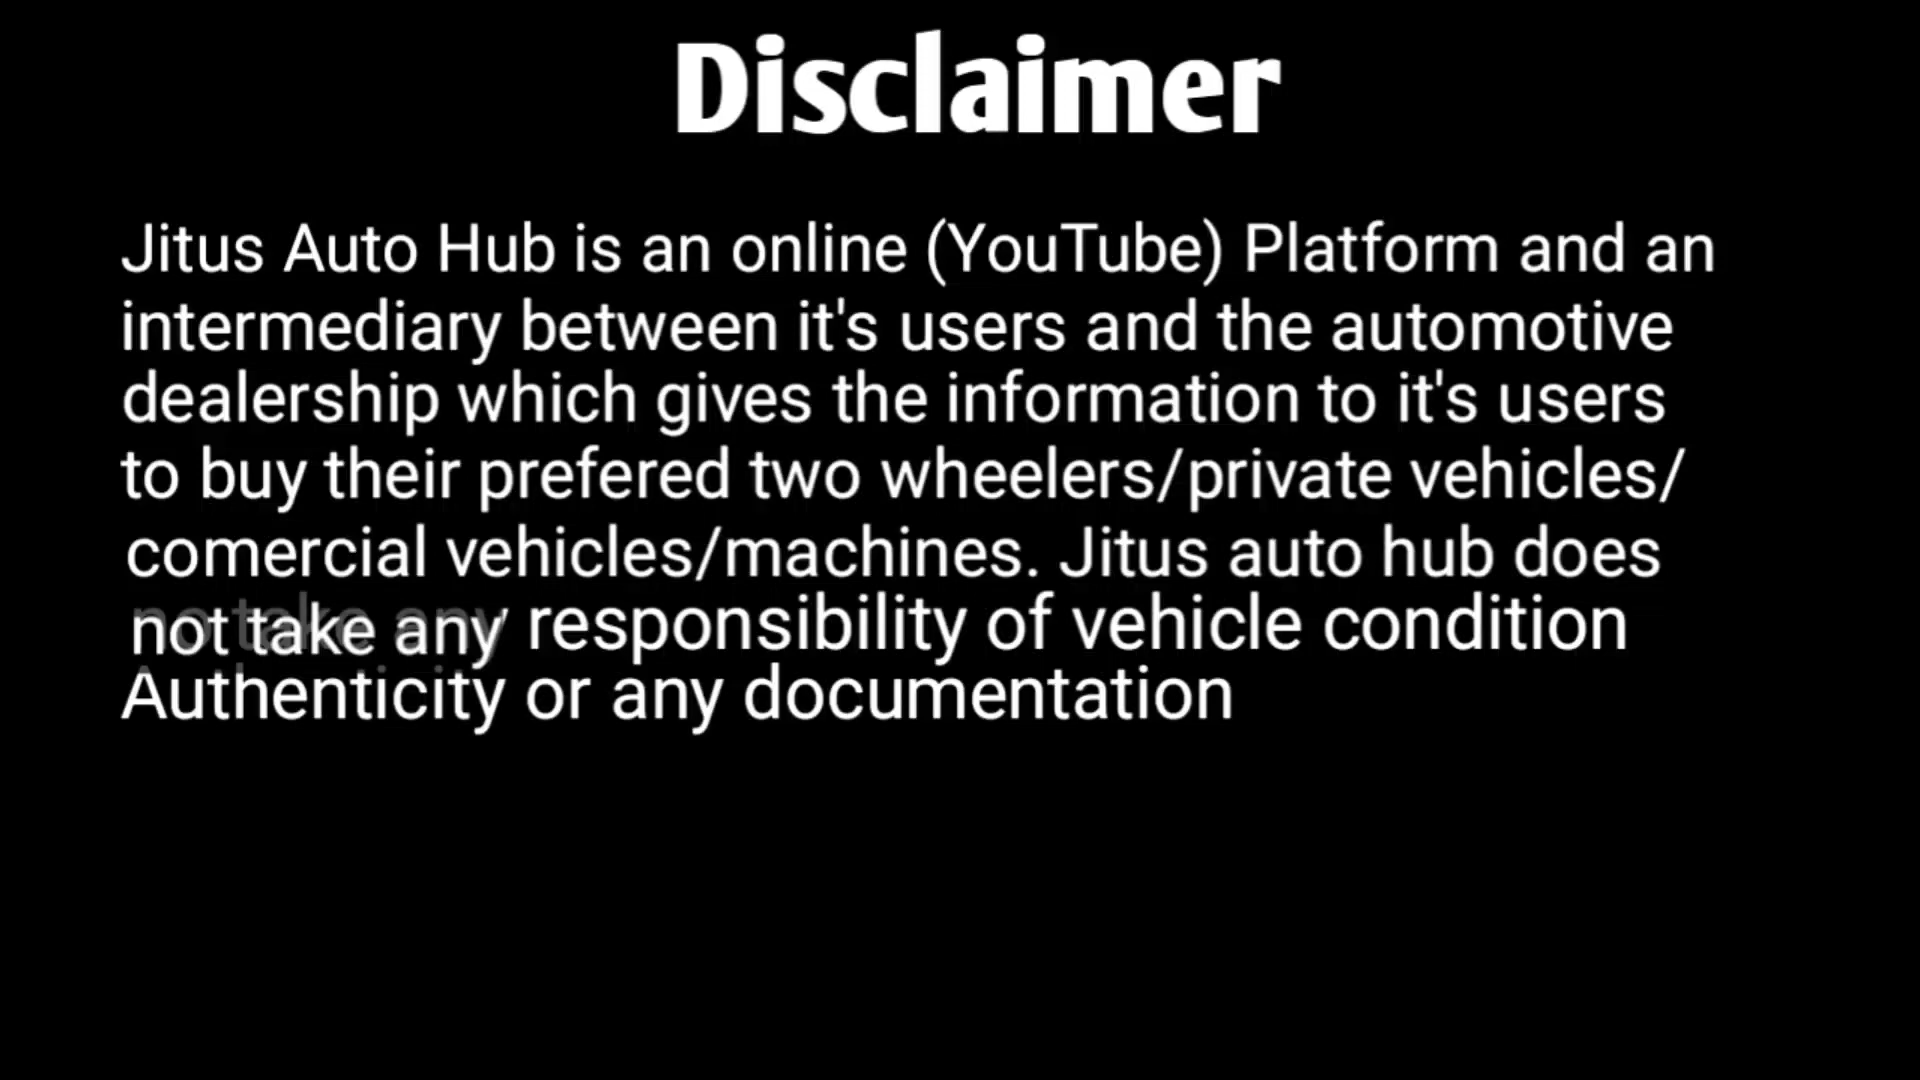 Disclaimer
Jitus Auto Hub is an online (YouTube) Platform and an
intermediary between it's users and the automotive
dealership which gives the information to it's users
to buy their prefered two wheelers/private vehicles/
comercial vehicles/machines. Jitus auto hub does
not take any responsibility of vehicle condition
Authenticity or any documentation